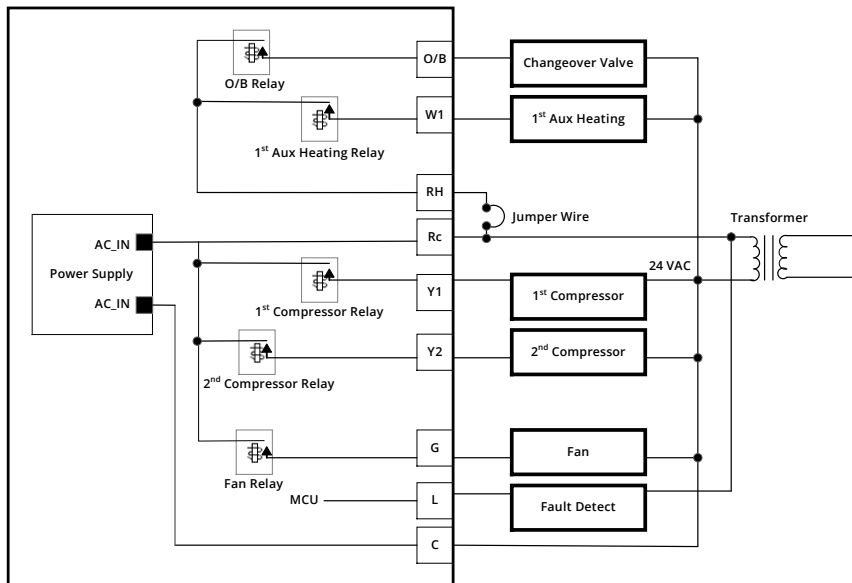 O/B
Changeover Valve
O/B Relay
W1
1st Aux Heating
1st Aux Heating Relay
RH
Jumper Wire
Transformer
Rc
AC_IN
Power Supply
24 VAC
AC_IN
Y1
1st Compressor
1st Compressor Relay
Y2
2nd Compressor
2nd Compressor Relay
G
Fan
Fan Relay
MCU
L
Fault Detect
C